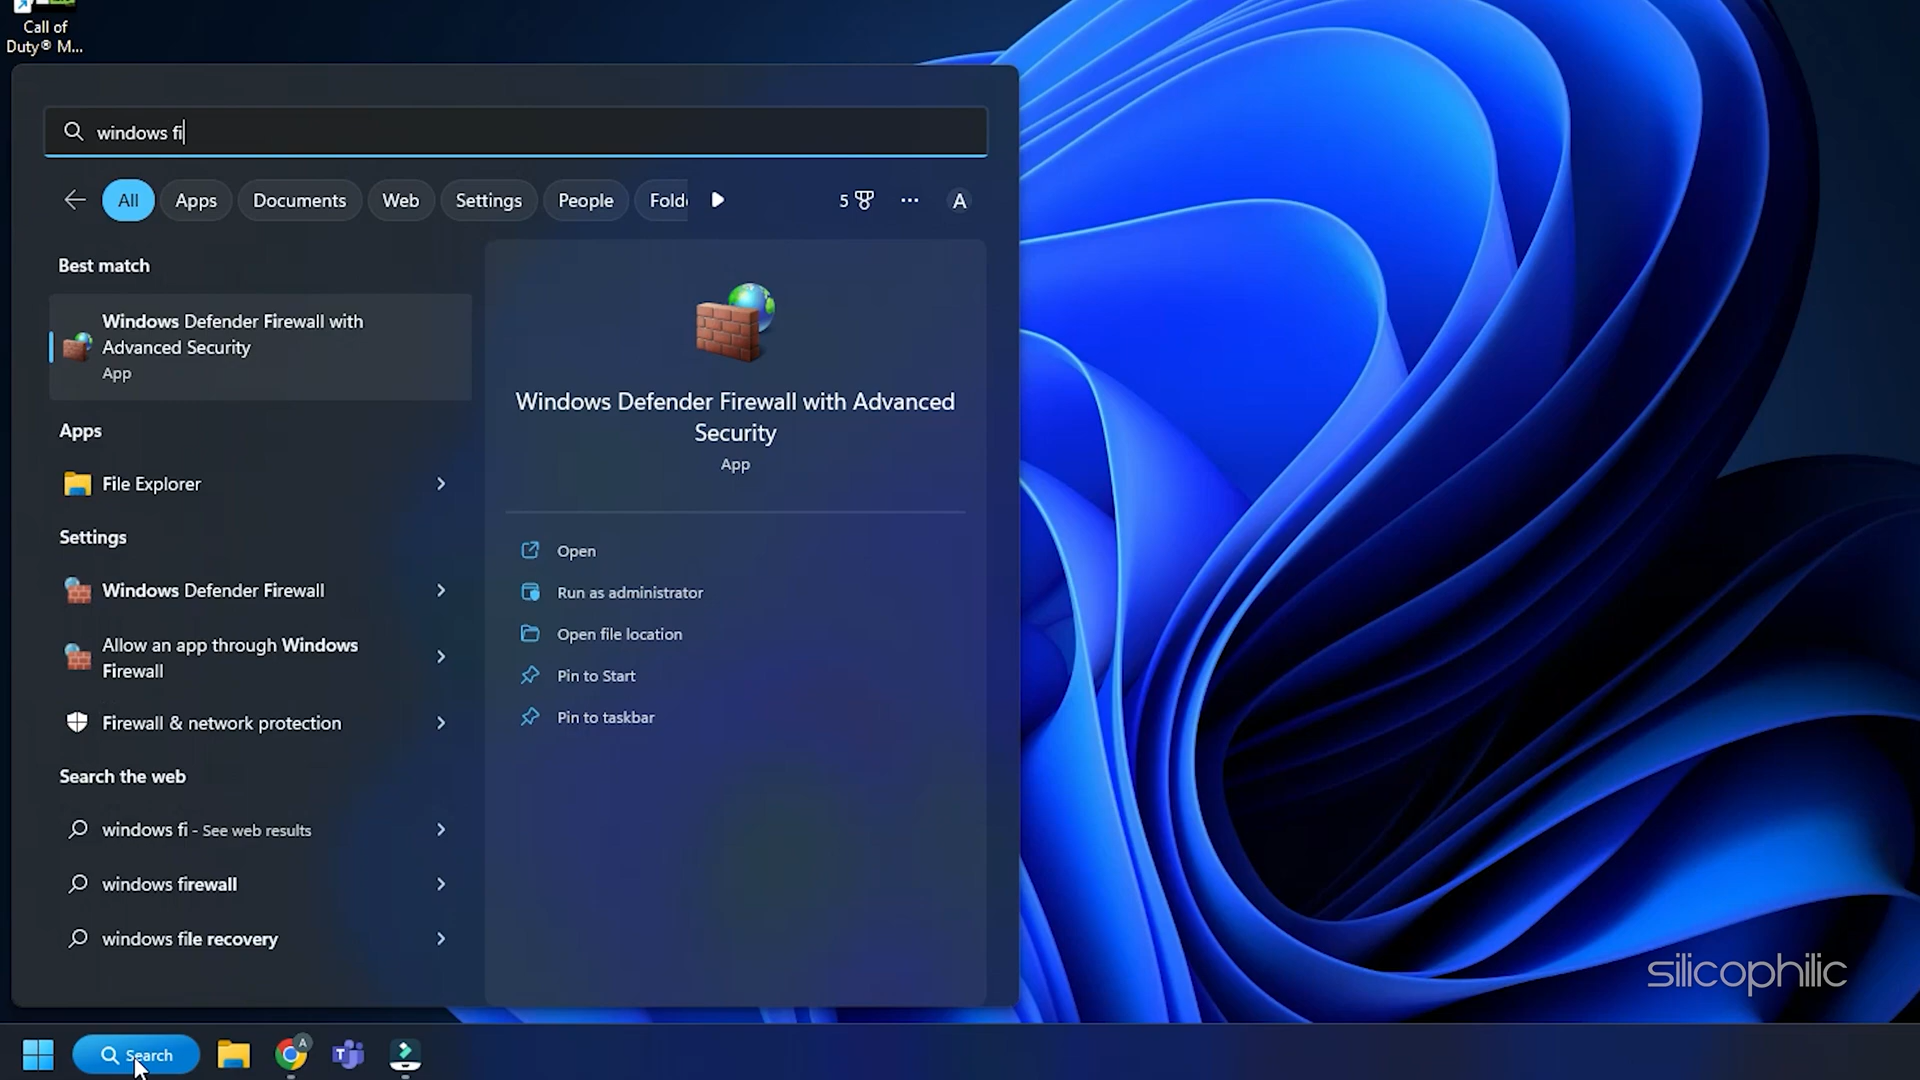 Call of
Duty® M...
windows fi
All
Apps
Documents
Web
Settings
People
Folde
5
A
Best match
Windows Defender Firewall with
Advanced Security
App
Apps
File Explorer
Settings
Windows Defender Firewall
Allow an app through Windows
Firewall
Firewall & network protection
Search the web
windows fi - See web results
windows firewall
windows file recovery
Windows Defender Firewall with Advanced
Security
App
Open
Run as administrator
Open file location
Pin to Start
Pin to taskbar
silicophilic
Search
A
T